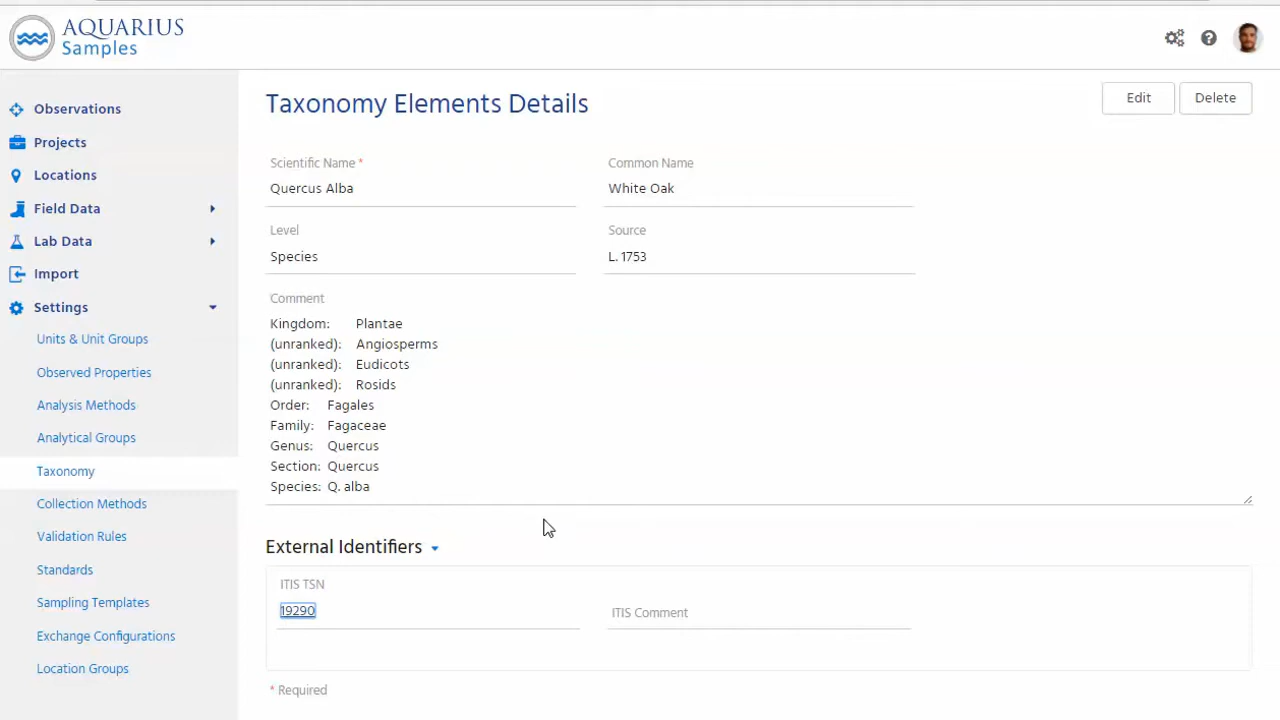 AQUARIUS
Samples
Observations
Projects
Locations
Field Data
Lab Data
Import
Settings
Units & Unit Groups
Observed Properties
Analysis Methods
Analytical Groups
Taxonomy
Collection Methods
Validation Rules
Standards
Sampling Templates
Exchange Configurations
Location Groups
Taxonomy Elements Details
Edit Delete
Scientific Name * Common Name
Quercus Alba White Oak
Level Source
Species L. 1753
Comment
Kingdom: Plantae
(unranked): Angiosperms
(unranked): Eudicots
(unranked): Rosids
Order: Fagales
Family: Fagaceae
Genus: Quercus
Section: Quercus
Species: Q. alba
External Identifiers
ITIS TSN
19290 ITIS Comment
* Required